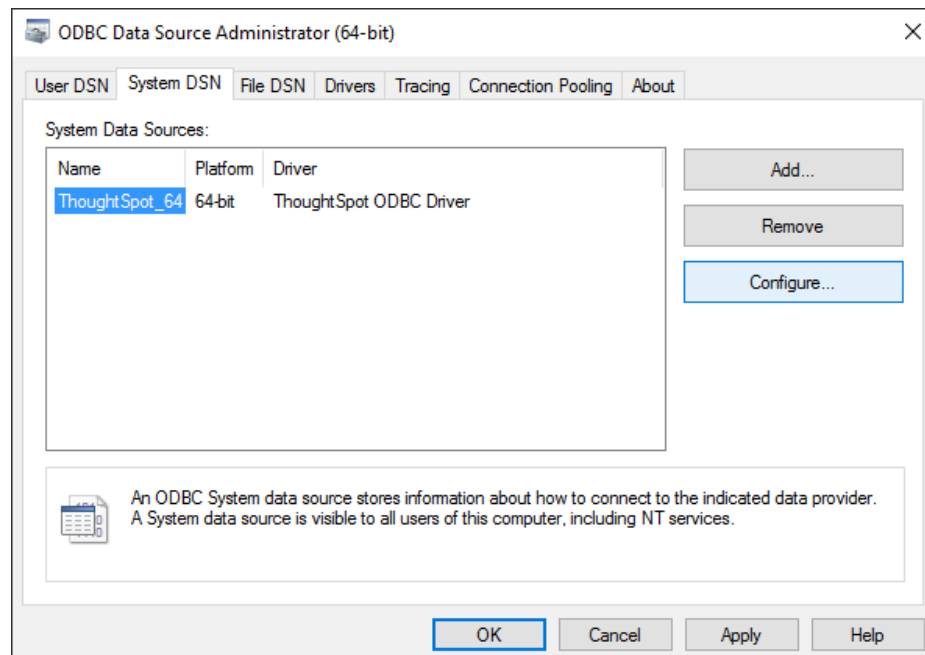 ODBC Data Source Administrator (64-bit)
User DSN System DSN File DSN Drivers Tracing Connection Pooling About
System Data Sources:
Name Platform Driver
ThoughtSpot_64 64-bit ThoughtSpot ODBC Driver
Add...
Remove
Configure...
An ODBC System data source stores information about how to connect to the indicated data provider.
A System data source is visible to all users of this computer, including NT services.
OK Cancel Apply Help